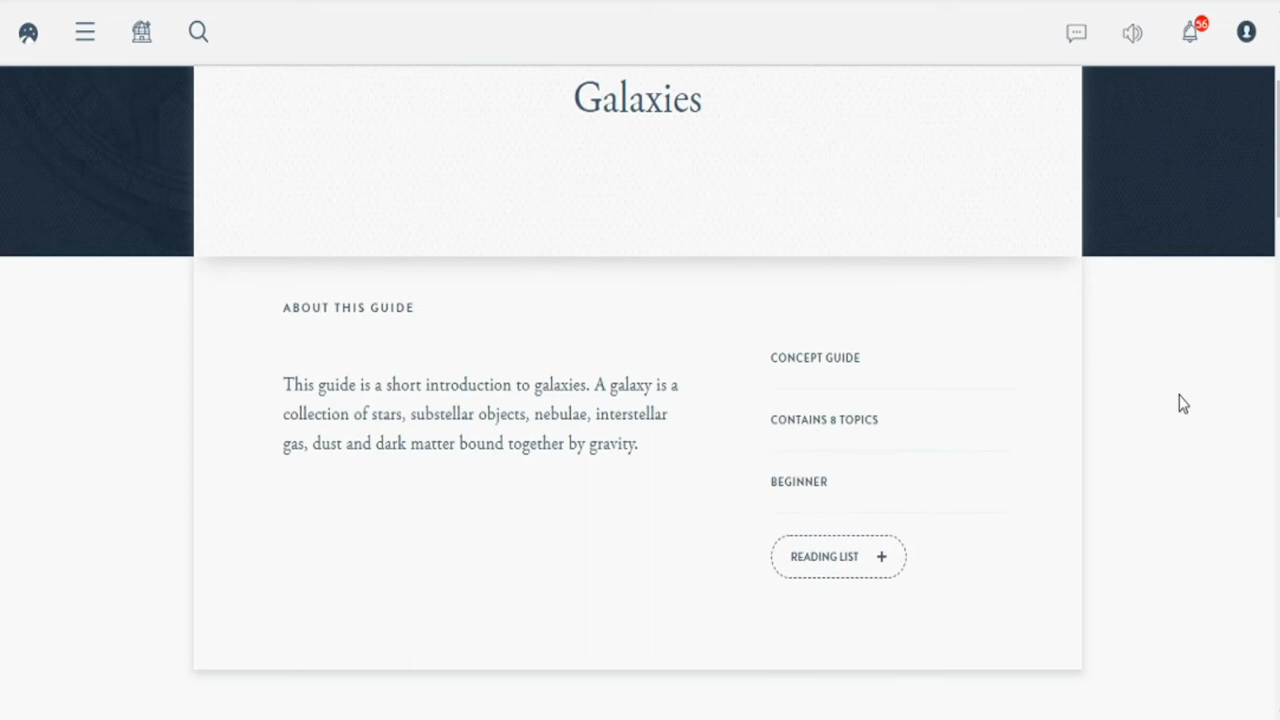 56
Galaxies
ABOUT THIS GUIDE
This guide is a short introduction to galaxies. A galaxy is a
collection of stars, substellar objects, nebulae, interstellar
gas, dust and dark matter bound together by gravity.
CONCEPT GUIDE
CONTAINS 8 TOPICS
BEGINNER
READING LIST +